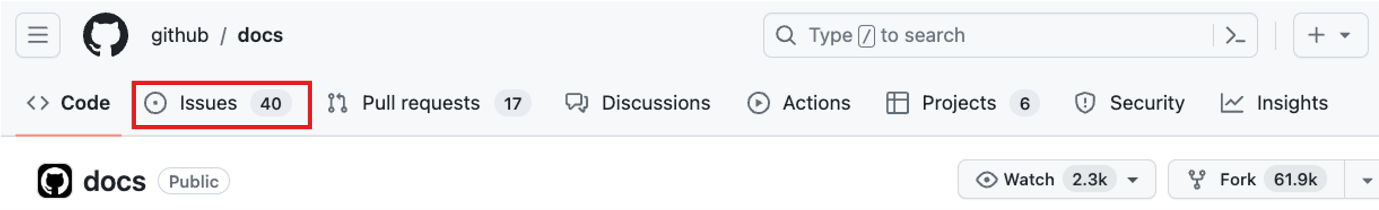 github / docs Type / to search
Code Issues 40 Pull requests 17 Discussions Actions Projects 6 Security Insights
docs Public Watch 2.3k Fork 61.9k